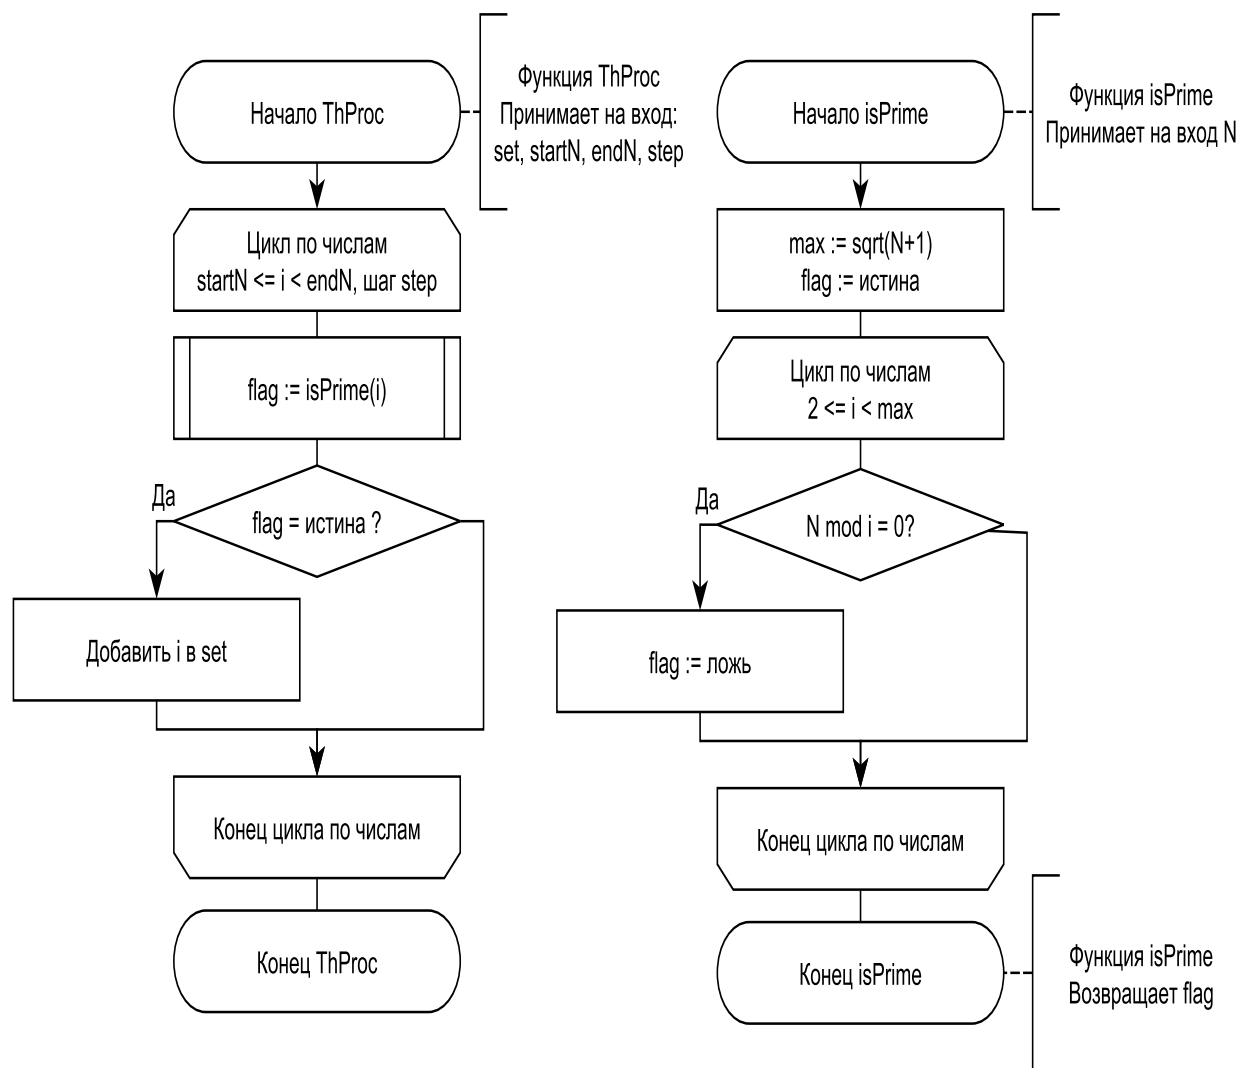 Начало ThProc
Функция ThProc
Принимает на вход:
set, startN, endN, step
Цикл по числам
startN <= i < endN, шаг step
flag := isPrime(i)
Да
flag = истина ?
Добавить i в set
Конец цикла по числам
Конец ThProc
Начало isPrime
Функция isPrime
Принимает на вход N
max := sqrt(N+1)
flag := истина
Цикл по числам
2 <= i < max
Да
N mod i = 0?
flag := ложь
Конец цикла по числам
Конец isPrime
Функция isPrime
Возвращает flag